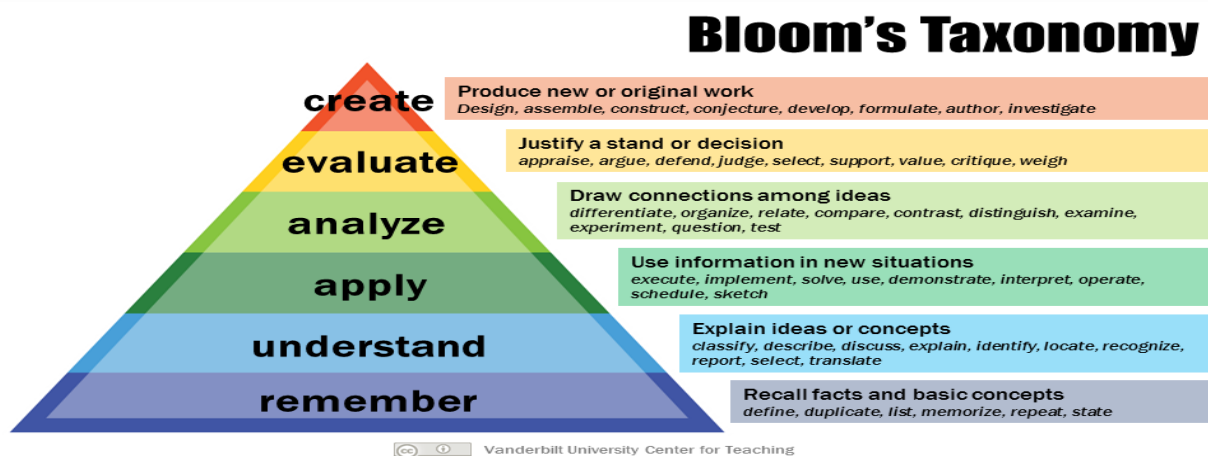 Bloom’s Taxonomy
create
Produce new or original work
Design, assemble, construct, conjecture, develop, formulate, author, investigate
evaluate
Justify a stand or decision
appraise, argue, defend, judge, select, support, value, critique, weigh
analyze
Draw connections among ideas
differentiate, organize, relate, compare, contrast, distinguish, examine,
experiment, question, test
apply
Use information in new situations
execute, implement, solve, use, demonstrate, interpret, operate,
schedule, sketch
understand
Explain ideas or concepts
classify, describe, discuss, explain, identify, locate, recognize,
report, select, translate
remember
Recall facts and basic concepts
define, duplicate, list, memorize, repeat, state
cc
Vanderbilt University Center for Teaching